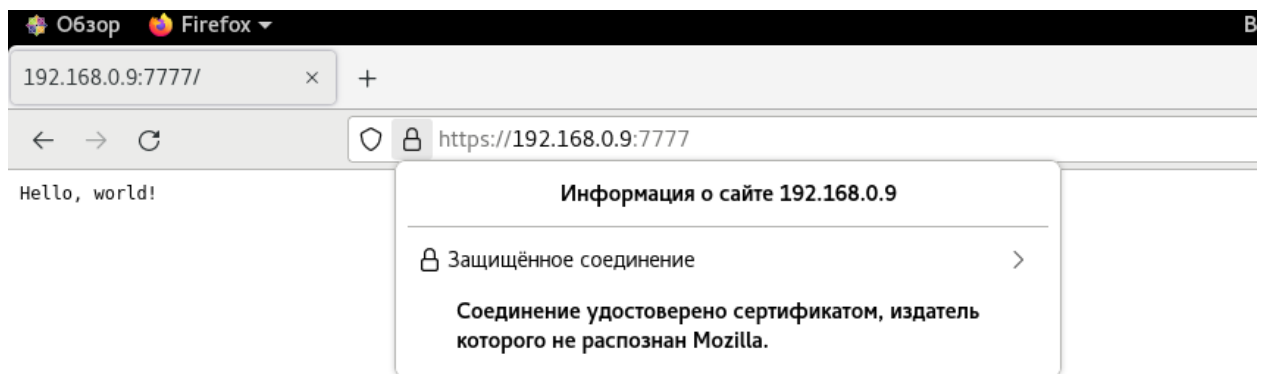 Обзор Firefox В
192.168.0.9:7777/
https://192.168.0.9:7777
Hello, world!
Информация о сайте 192.168.0.9
Защищённое соединение
Соединение удостоверено сертификатом, издатель
которого не распознан Mozilla.